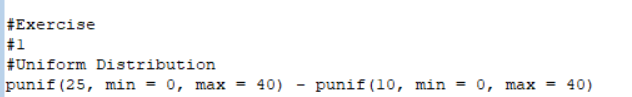 #Exercise
#1
#Uniform Distribution
punif(25, min = 0, max = 40) - punif(10, min = 0, max = 40)